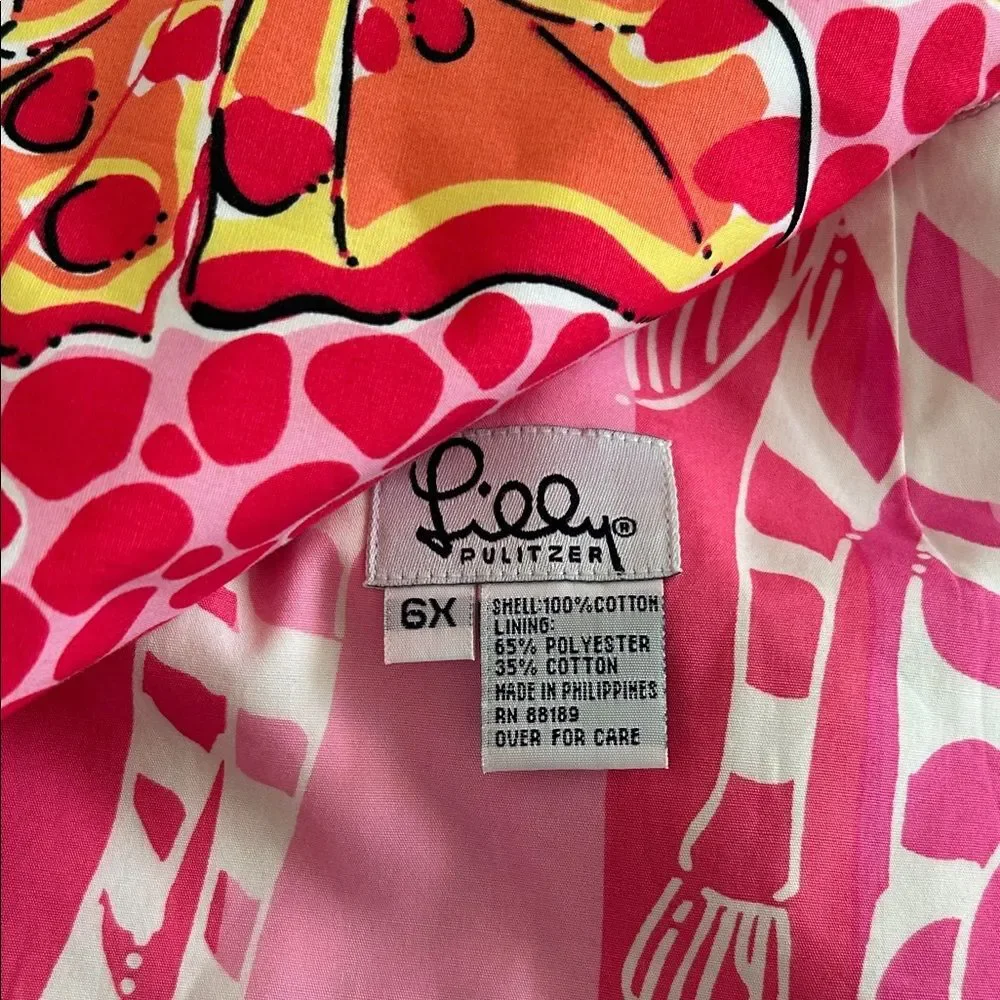 Lilly®
PULITZER
6X
SHELL:100%COTTON
LINING:
65% POLYESTER
35% COTTON
MADE IN PHILIPPINES
RN 88189
OVER FOR CARE
Lilly